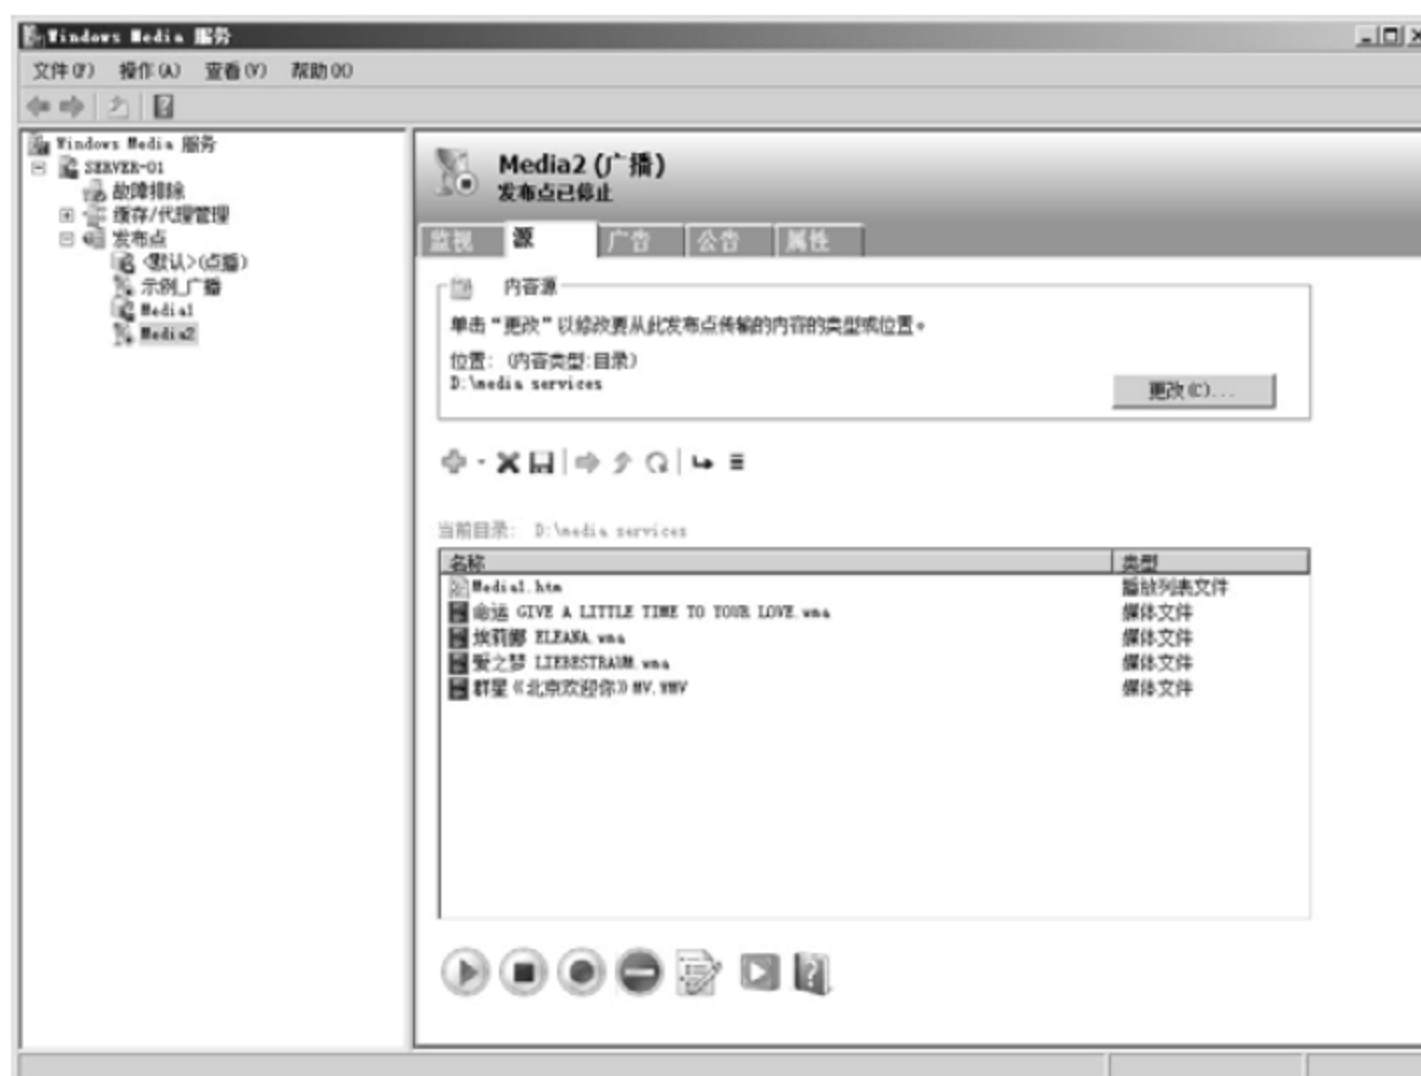 Windows Media 服务
文件(F) 操作(A) 查看(V) 帮助(H)
Windows Media 服务
SERVER-01
故障排除
缓存/代理管理
发布点
<默认>(点播)
示例_广播
Media1
Media2
Media2 (广播)
发布点已停止
监视 源 广告 公告 属性
内容源
单击“更改”以修改要从此发布点传输的内容的类型或位置。
位置: (内容类型:目录)
D:\media services
更改(C)...
当前目录: D:\media services
名称 类型
Media1.htm 播放列表文件
命运 GIVE A LITTLE TIME TO YOUR LOVE.wma 媒体文件
埃莉娜 ELEANA.wma 媒体文件
爱之梦 LIEBESTRAUM.wma 媒体文件
群星《北京欢迎你》MV.WMV 媒体文件